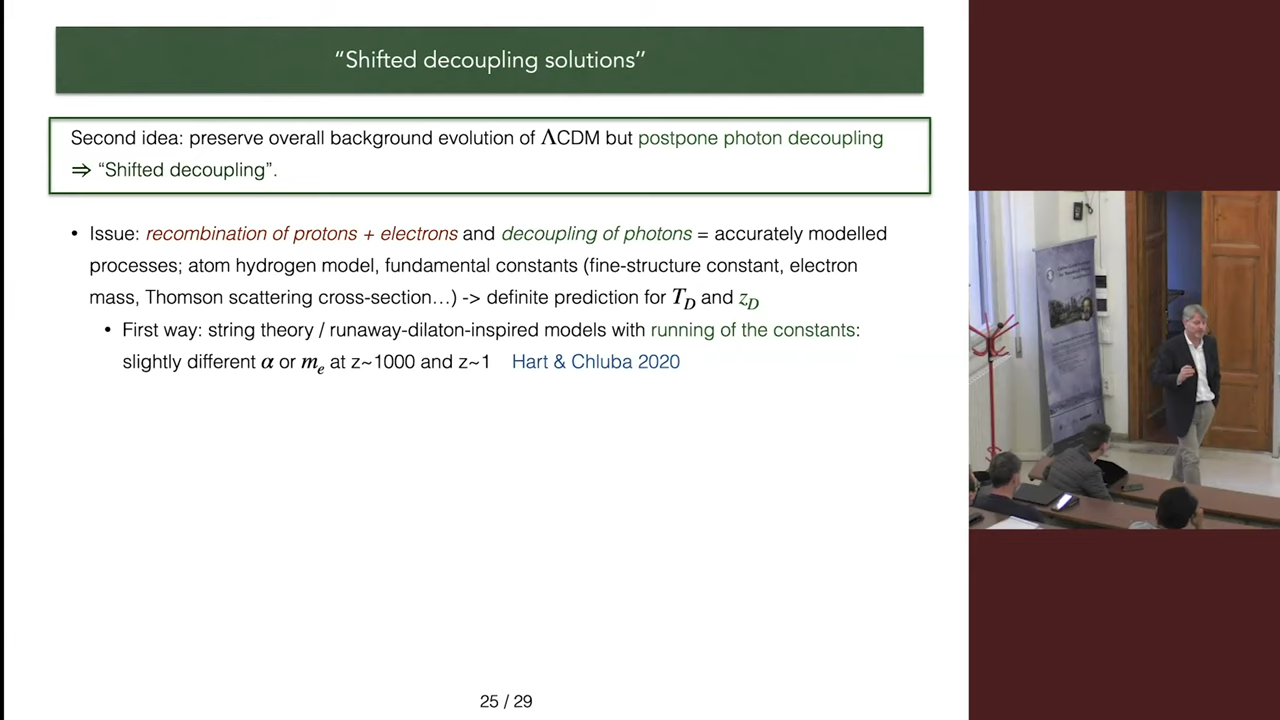 “Shifted decoupling solutions”
Second idea: preserve overall background evolution of ΛCDM but postpone photon decoupling
⇒ “Shifted decoupling”.
• Issue: recombination of protons + electrons and decoupling of photons = accurately modelled
processes; atom hydrogen model, fundamental constants (fine-structure constant, electron
mass, Thomson scattering cross-section…) -> definite prediction for T_D and z_D
• First way: string theory / runaway-dilaton-inspired models with running of the constants:
slightly different α or m_e at z~1000 and z~1 Hart & Chluba 2020
25 / 29